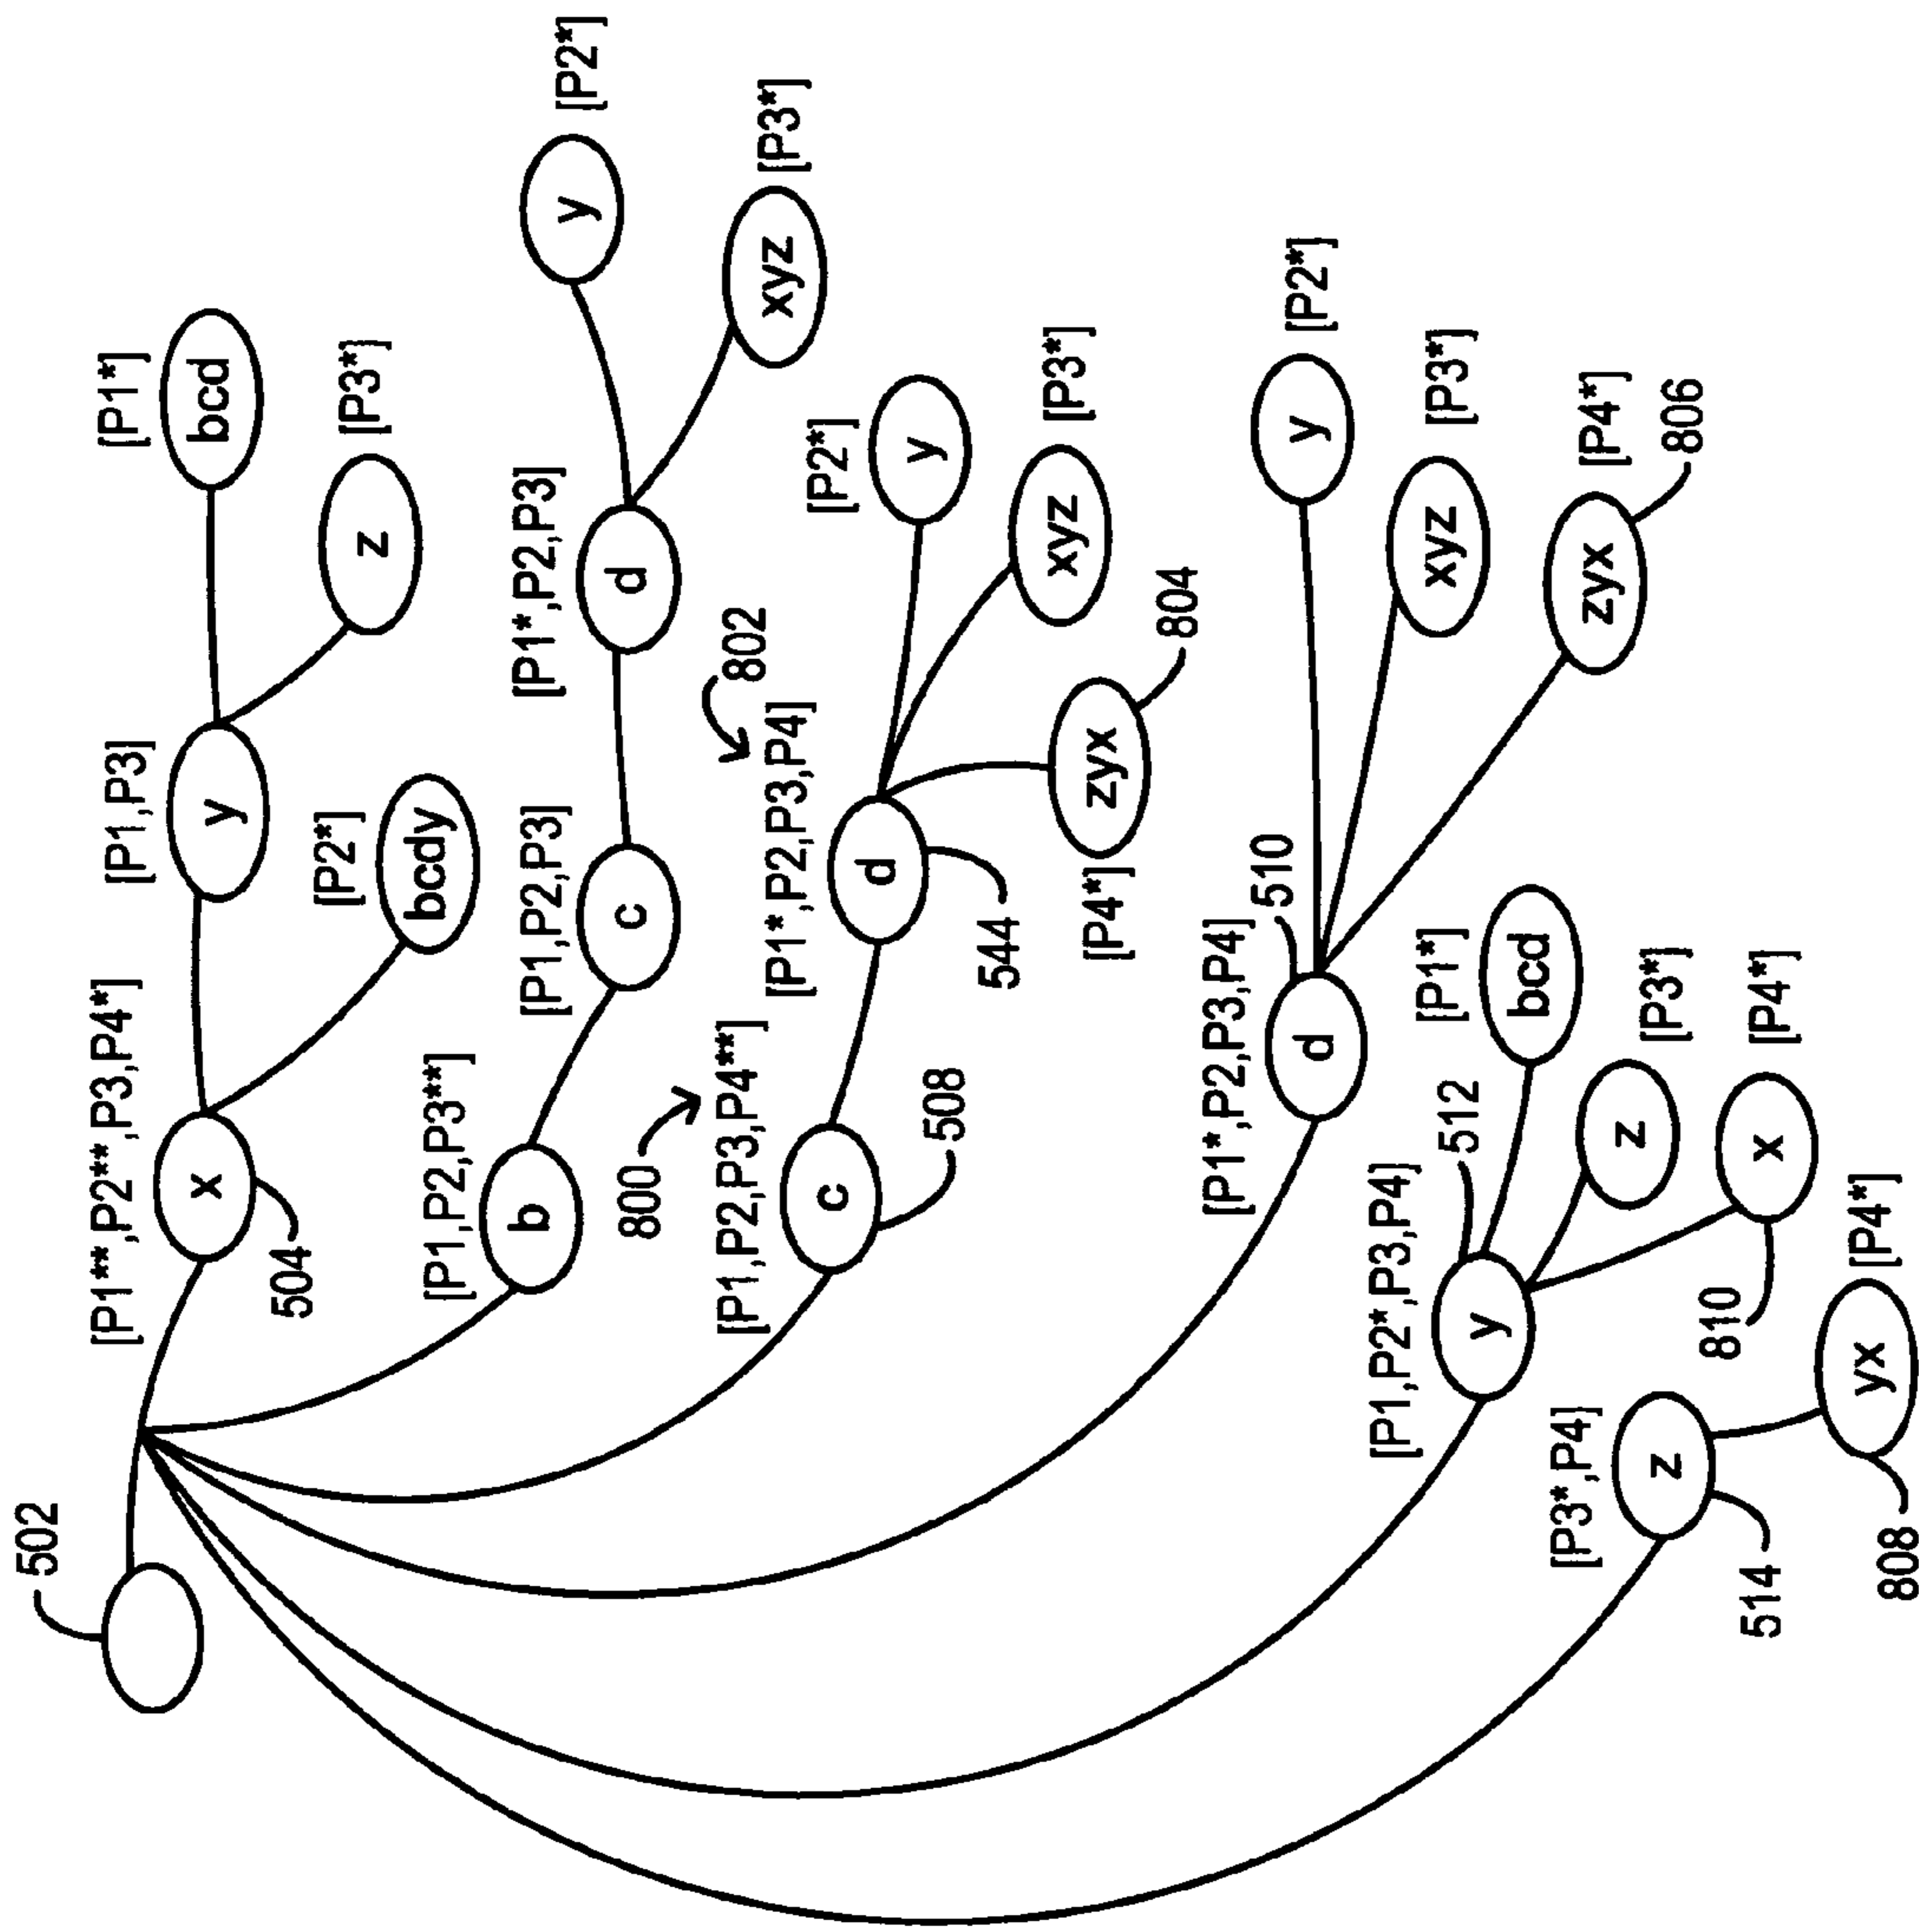 502
[P1**,P2**,P3,P4*]
x
504
[P1,P3]
y
[P1*]
bcd
[P3*]
z
[P2*]
bcdy
[P1,P2,P3**]
b
[P1,P2,P3]
c
[P1*,P2,P3]
d
y
[P2*]
xyz
[P3*]
800
802
[P1,P2,P3,P4**]
c
508
[P1*,P2,P3,P4]
d
544
[P2*]
y
xyz
[P3*]
zyx
804
[P4*]
[P1*,P2,P3,P4]
510
d
y
[P2*]
xyz
[P3*]
zyx
[P4*]
806
[P1,P2*,P3,P4]
512
y
[P1*]
bcd
z
[P3*]
x
[P4*]
810
[P3*,P4]
z
514
yx
[P4*]
808